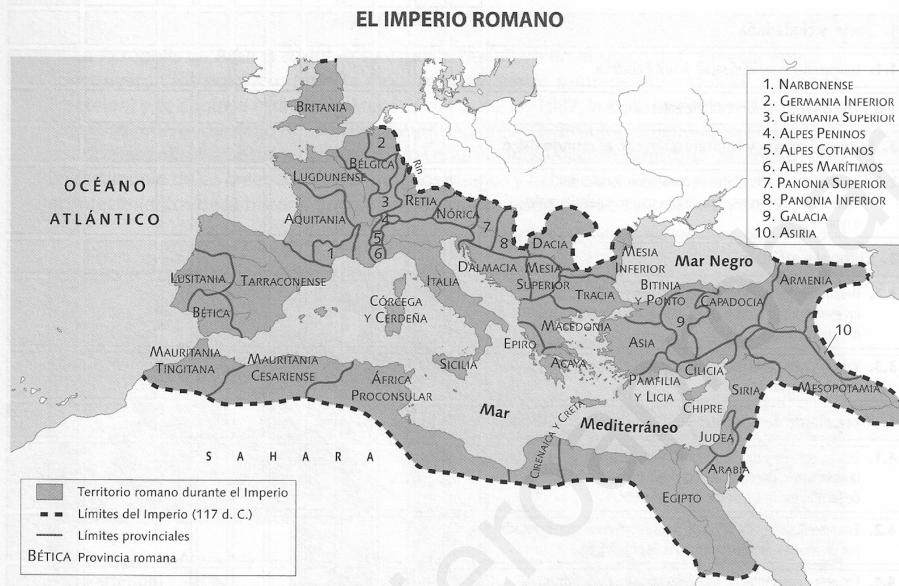 EL IMPERIO ROMANO
1. NARBONENSE
2. GERMANIA INFERIOR
3. GERMANIA SUPERIOR
4. ALPES PENINOS
5. ALPES COTIANOS
6. ALPES MARÍTIMOS
7. PANONIA SUPERIOR
8. PANONIA INFERIOR
9. GALACIA
10. ASIRIA
BRITANIA
2
BÉLGICA
Rin
LUGDUNENSE
OCÉANO
ATLÁNTICO
3
RETIA
NÓRICA
AQUITANIA
4
5
6
7
8
1
DACIA
MESIA
INFERIOR
Mar Negro
LUSITANIA
TARRACONENSE
ITALIA
DALMACIA
MESIA
SUPERIOR
BITINIA
Y PONTO
CAPADOCIA
ARMENIA
BÉTICA
CÓRCEGA
Y CERDEÑA
TRACIA
MACEDONIA
9
10
EPIRO
ASIA
MAURITANIA
TINGITANA
MAURITANIA
CESARIENSE
SICILIA
ACAYA
CILICIA
ÁFRICA
PROCONSULAR
PAMFILIA
Y LICIA
SIRIA
MESOPOTAMIA
CHIPRE
Mar
Mediterráneo
CIRENAICA Y CRETA
JUDEA
SAHARA
ARABIA
EGIPTO
Territorio romano durante el Imperio
Límites del Imperio (117 d. C.)
Límites provinciales
BÉTICA Provincia romana